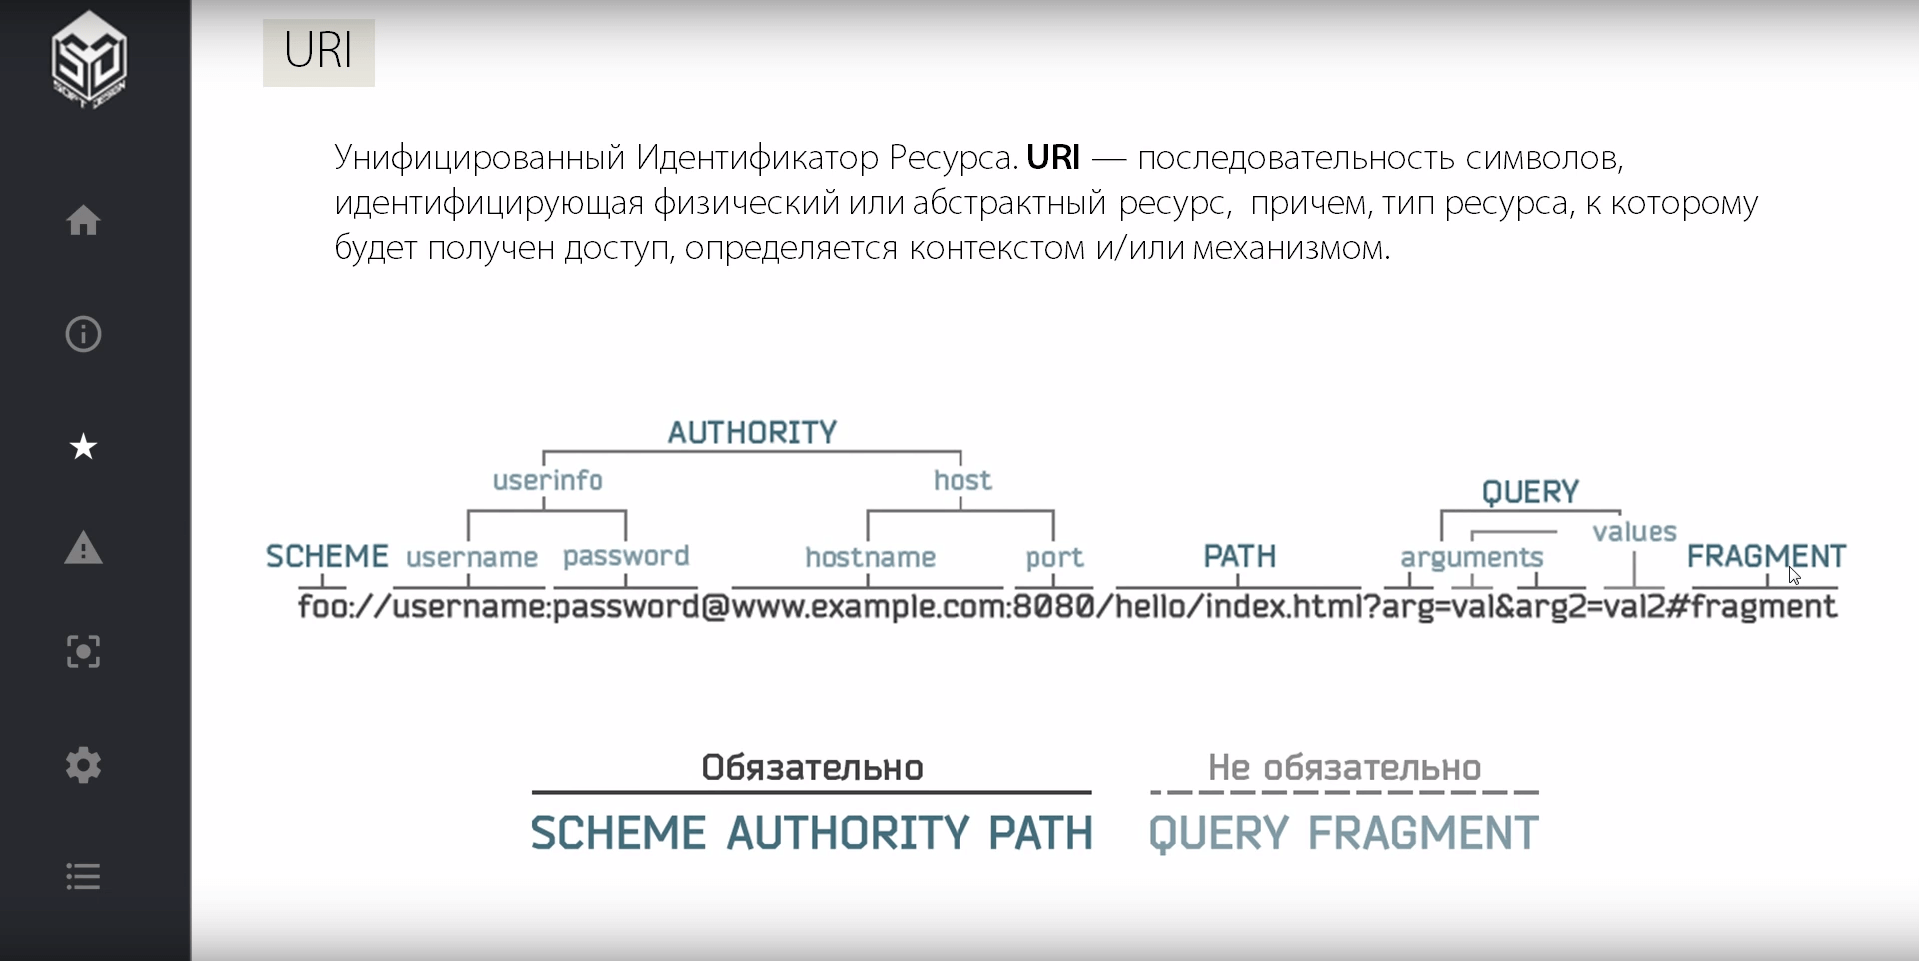 SOFT DESIGN
URI
Унифицированный Идентификатор Ресурса. URI — последовательность символов,
идентифицирующая физический или абстрактный ресурс, причем, тип ресурса, к которому
будет получен доступ, определяется контекстом и/или механизмом.
AUTHORITY
userinfo host
QUERY
values
SCHEME username password hostname port PATH arguments FRAGMENT
foo://username:password@www.example.com:8080/hello/index.html?arg=val&arg2=val2#fragment
Обязательно Не обязательно
SCHEME AUTHORITY PATH QUERY FRAGMENT